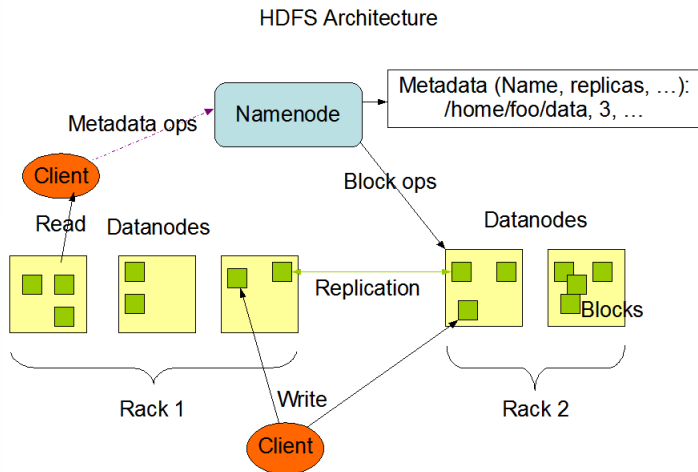 HDFS Architecture
Metadata (Name, replicas, …):
/home/foo/data, 3, …
Namenode
Metadata ops
Client
Block ops
Read
Datanodes
Datanodes
Replication
Blocks
Rack 1
Write
Rack 2
Client